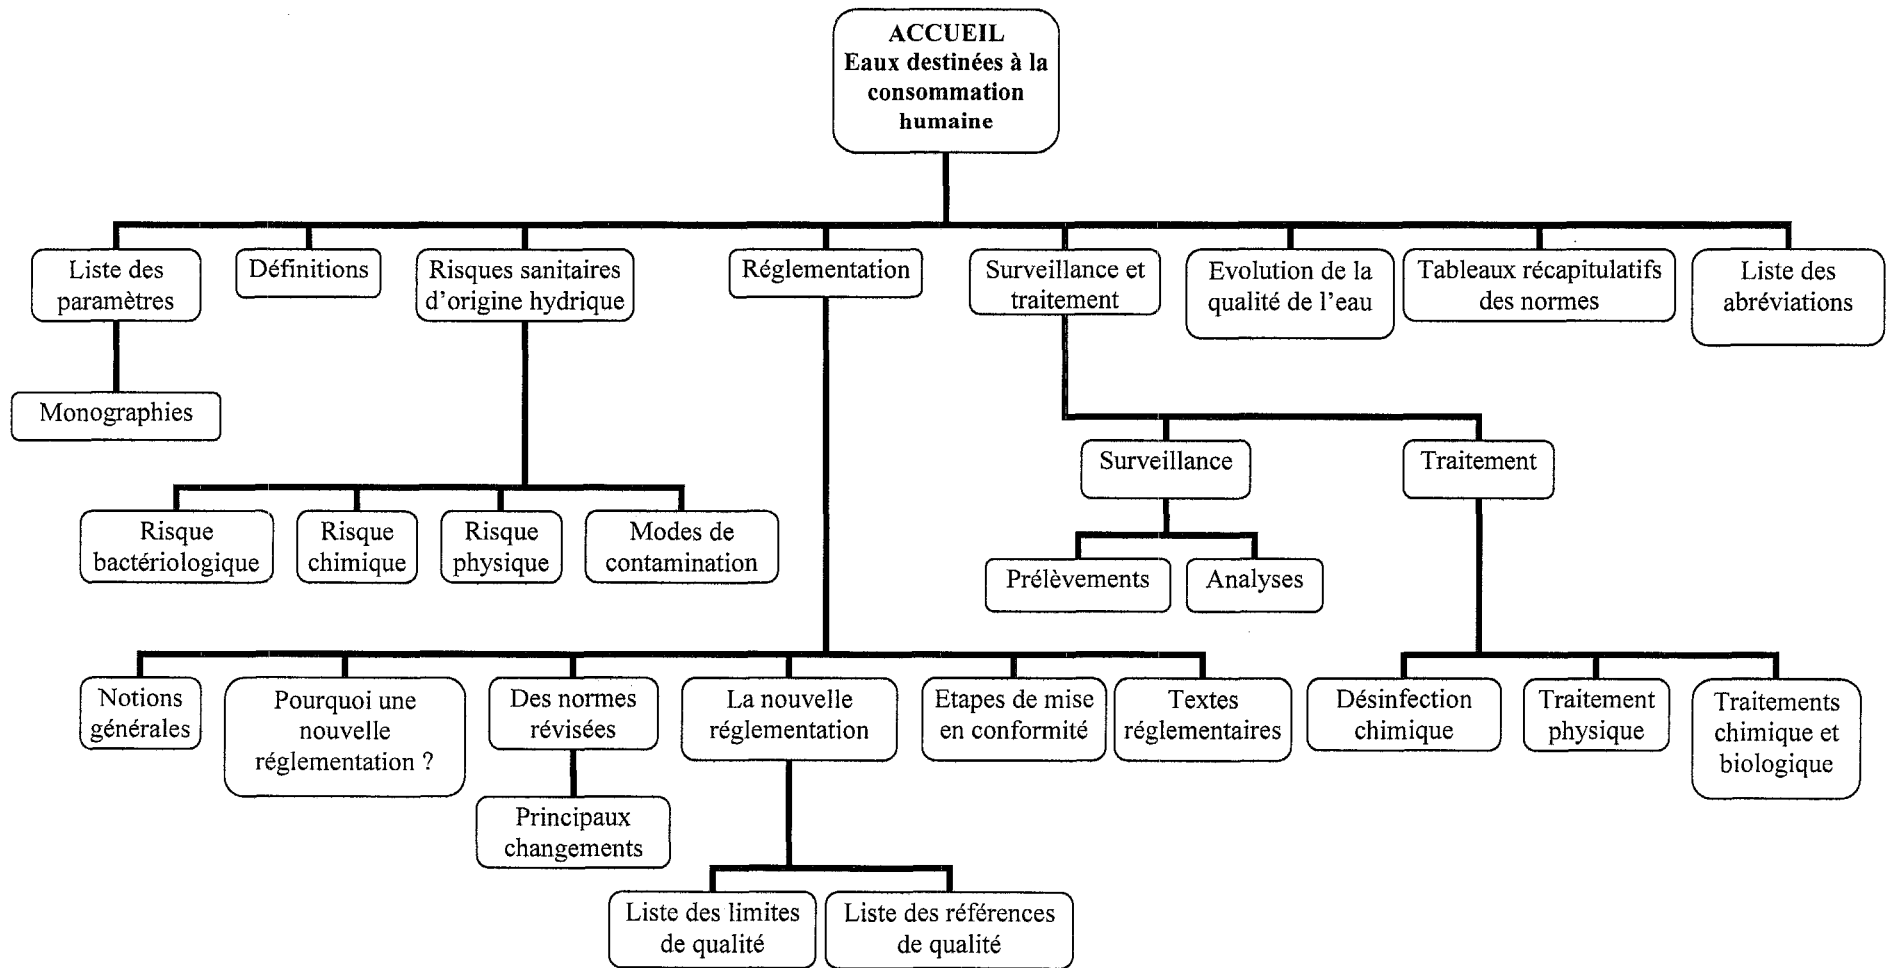 ACCUEIL
Eaux destinées à la
consommation
humaine
Liste des
paramètres
Définitions
Risques sanitaires
d'origine hydrique
Réglementation
Surveillance et
traitement
Evolution de la
qualité de l'eau
Tableaux récapitulatifs
des normes
Liste des
abréviations
Monographies
Surveillance
Traitement
Risque
bactériologique
Risque
chimique
Risque
physique
Modes de
contamination
Prélèvements
Analyses
Notions
générales
Pourquoi une
nouvelle
réglementation ?
Des normes
révisées
La nouvelle
réglementation
Etapes de mise
en conformité
Textes
réglementaires
Désinfection
chimique
Traitement
physique
Traitements
chimique et
biologique
Principaux
changements
Liste des limites
de qualité
Liste des références
de qualité